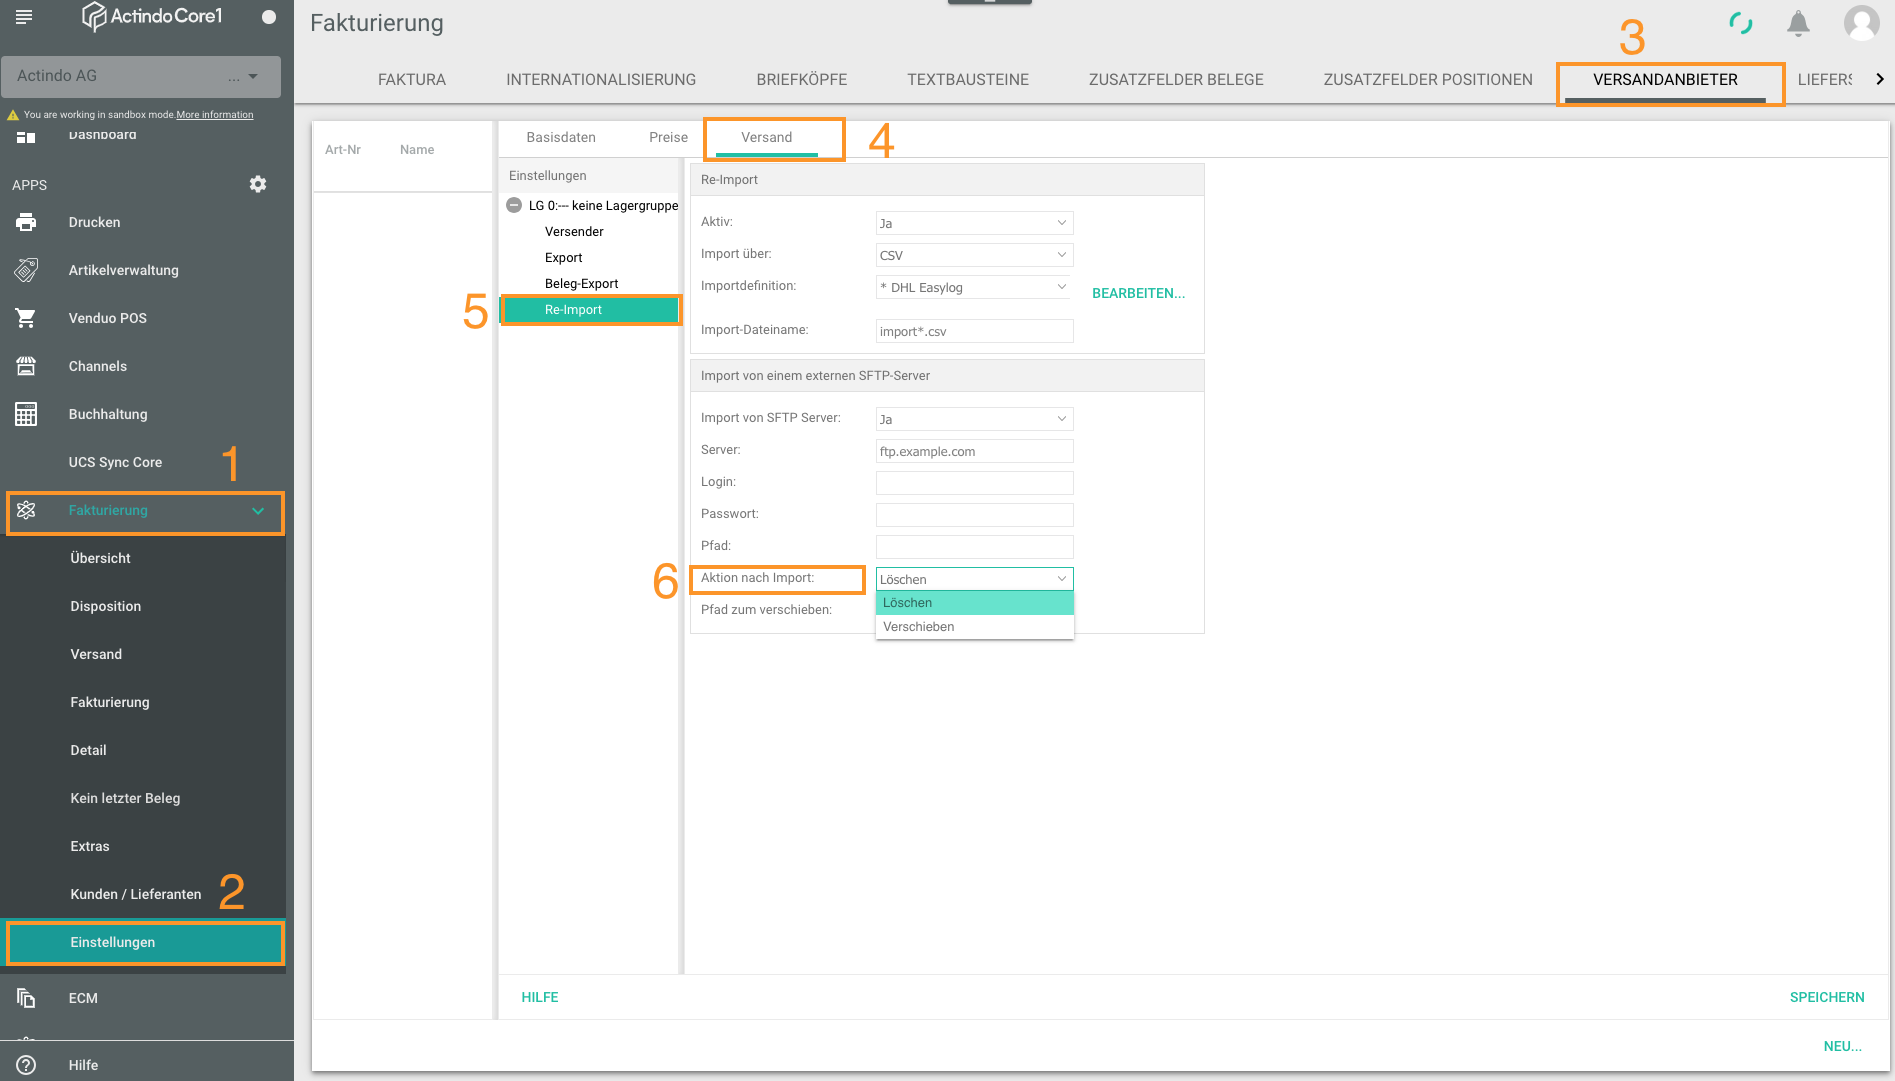 Actindo Core1
Actindo AG
...
You are working in sandbox mode. More information
Dashboard
APPS
Drucken
Artikelverwaltung
Venduo POS
Channels
Buchhaltung
UCS Sync Core
1
Fakturierung
Übersicht
Disposition
Versand
Fakturierung
Detail
Kein letzter Beleg
Extras
Kunden / Lieferanten
2
Einstellungen
ECM
Hilfe
Fakturierung
3
FAKTURA
INTERNATIONALISIERUNG
BRIEFKÖPFE
TEXTBAUSTEINE
ZUSATZFELDER BELEGE
ZUSATZFELDER POSITIONEN
VERSANDANBIETER
LIEFERS
Art-Nr
Name
Basisdaten
Preise
Versand
4
Einstellungen
LG 0:--- keine Lagergruppe
Versender
Export
Beleg-Export
5
Re-Import
Re-Import
Aktiv:
Ja
Import über:
CSV
Importdefinition:
* DHL Easylog
BEARBEITEN...
Import-Dateiname:
import*.csv
Import von einem externen SFTP-Server
Import von SFTP Server:
Ja
Server:
ftp.example.com
Login:
Passwort:
Pfad:
6
Aktion nach Import:
Löschen
Löschen
Verschieben
Pfad zum verschieben:
HILFE
SPEICHERN
NEU...